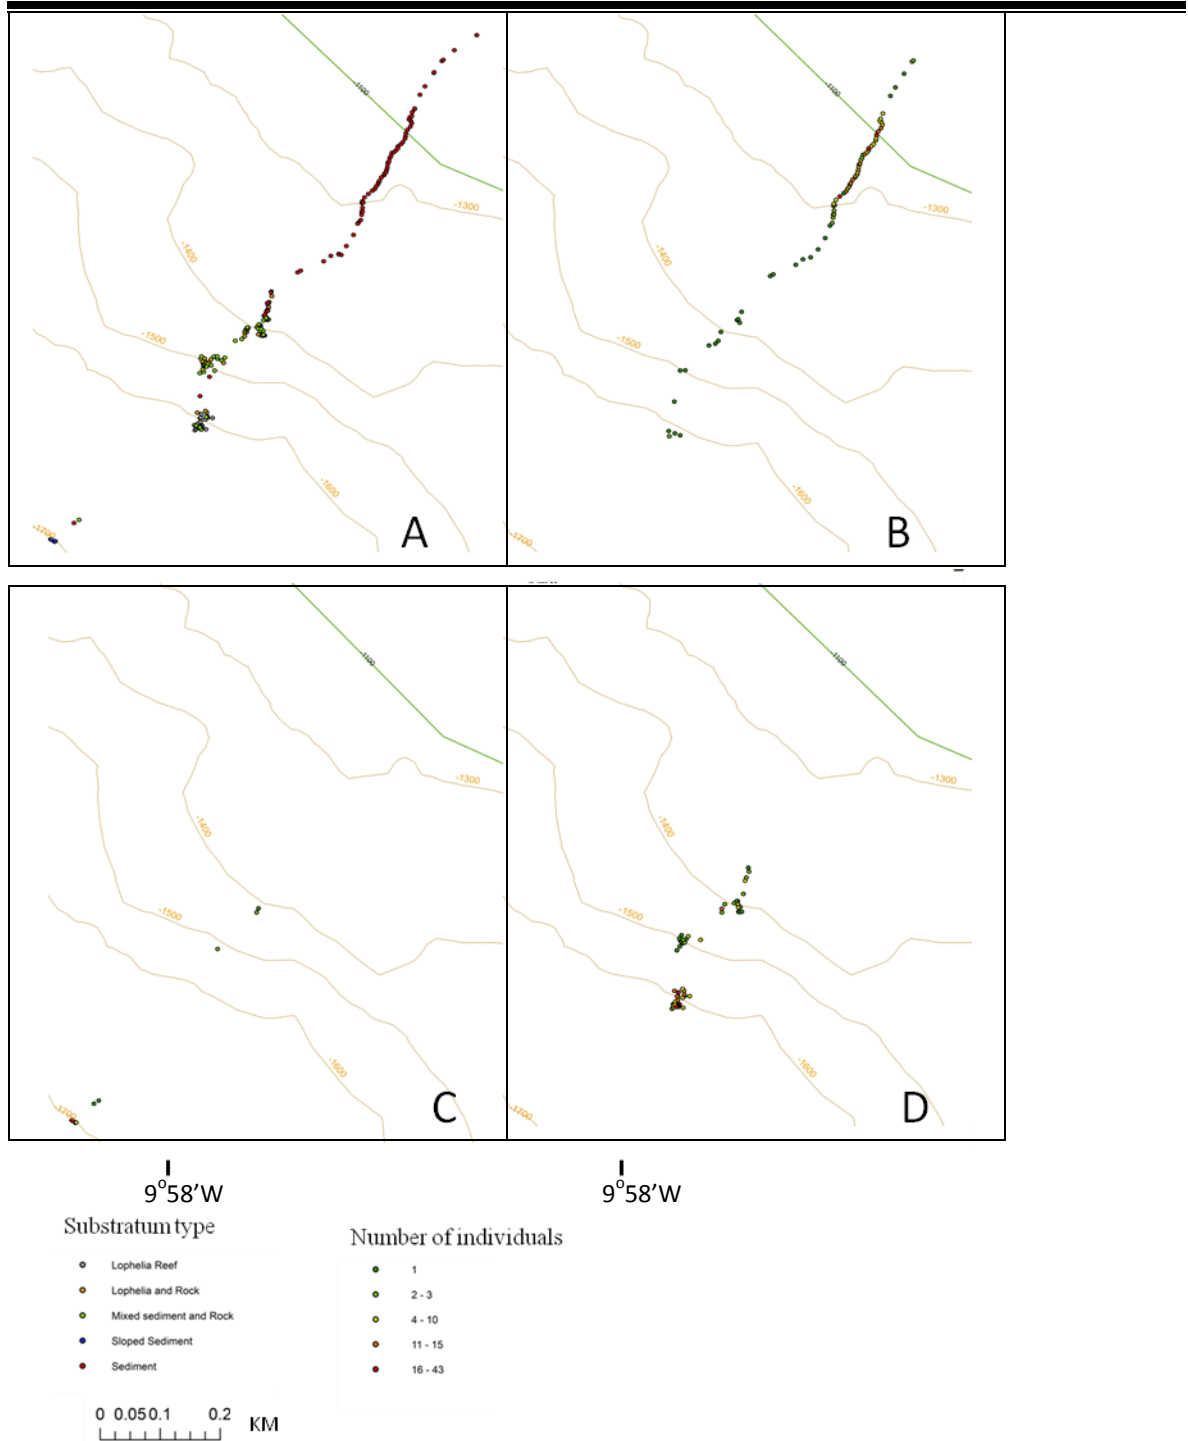 -1100
-1300
-1400
-1500
-1600
-1700
A
-1100
-1300
-1400
-1500
-1600
-1700
B
-1100
-1300
-1400
-1500
-1600
-1700
C
-1100
-1300
-1400
-1500
-1600
-1700
D
9°58'W
9°58'W
Substratum type
Lophelia Reef
Lophelia and Rock
Mixed sediment and Rock
Sloped Sediment
Sediment
Number of individuals
1
2 - 3
4 - 10
11 - 15
16 - 43
0 0.05 0.1 0.2 KM